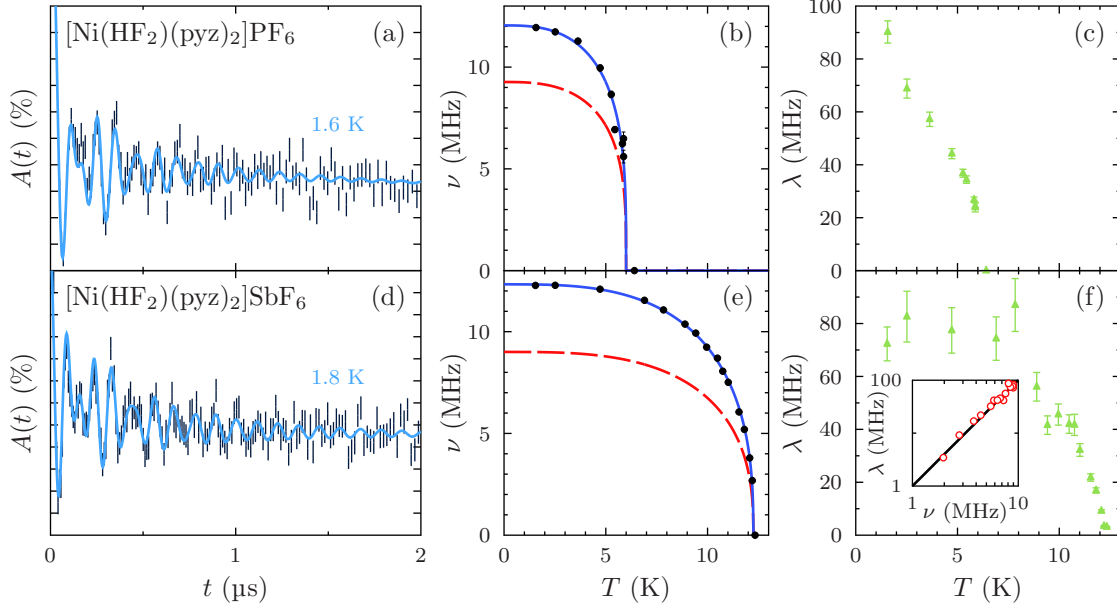 [Ni(HF₂)(pyz)₂]PF₆ (a)
1.6 K
A(t) (%)
(b)
15
10
5
0
ν (MHz)
(c)
100
80
60
40
20
0
λ (MHz)
[Ni(HF₂)(pyz)₂]SbF₆ (d)
1.8 K
A(t) (%)
0 1 2
t (µs)
(e)
10
5
0
ν (MHz)
0 5 10
T (K)
(f)
80
60
40
20
0
λ (MHz)
0 5 10
T (K)
100
1
λ (MHz)
1 10
ν (MHz)